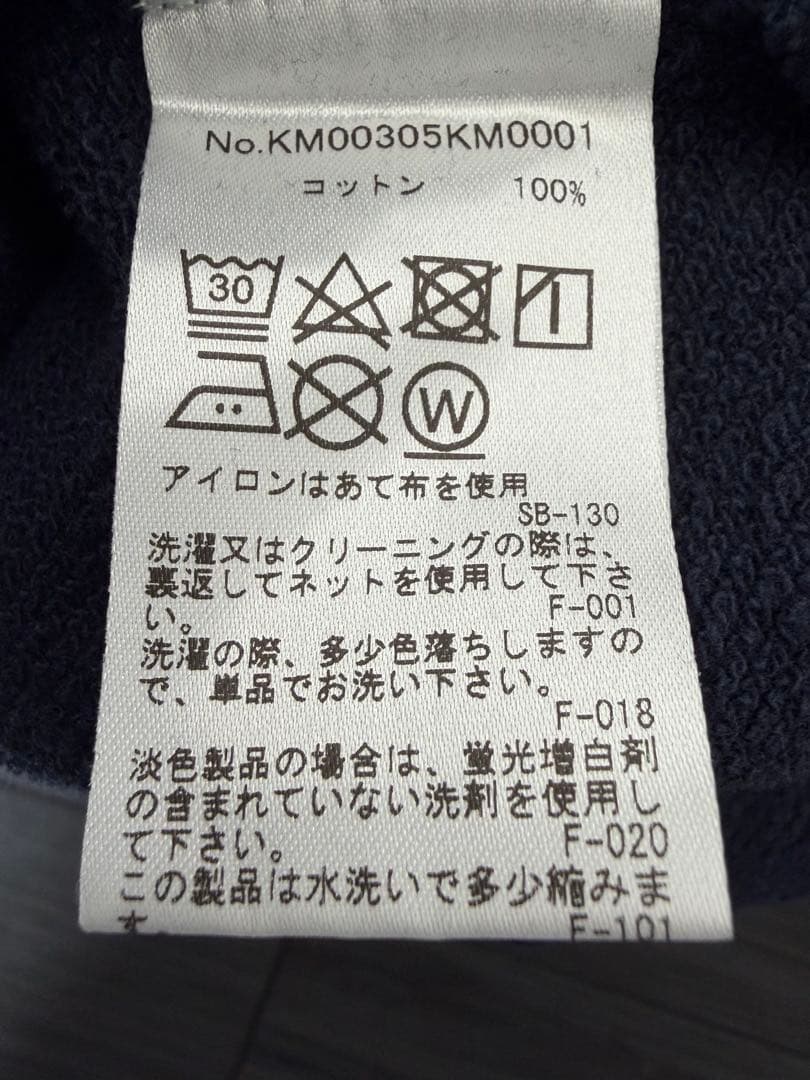 No.KM00305KM0001
コットン 100%
30
W
アイロンはあて布を使用
SB-130
洗濯又はクリーニングの際は、
裏返してネットを使用して下さ
い。 F-001
洗濯の際、多少色落ちしますの
で、単品でお洗い下さい。
F-018
淡色製品の場合は、蛍光増白剤
の含まれていない洗剤を使用し
て下さい。 F-020
この製品は水洗いで多少縮みま
す。 F-101